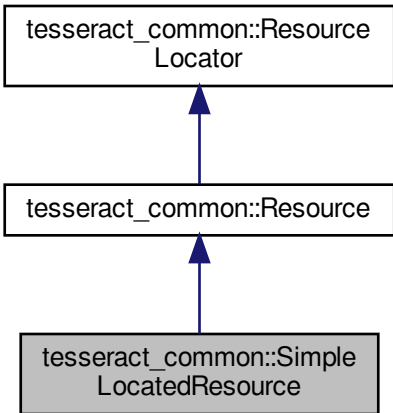 tesseract_common::Resource
Locator
tesseract_common::Resource
tesseract_common::Simple
LocatedResource